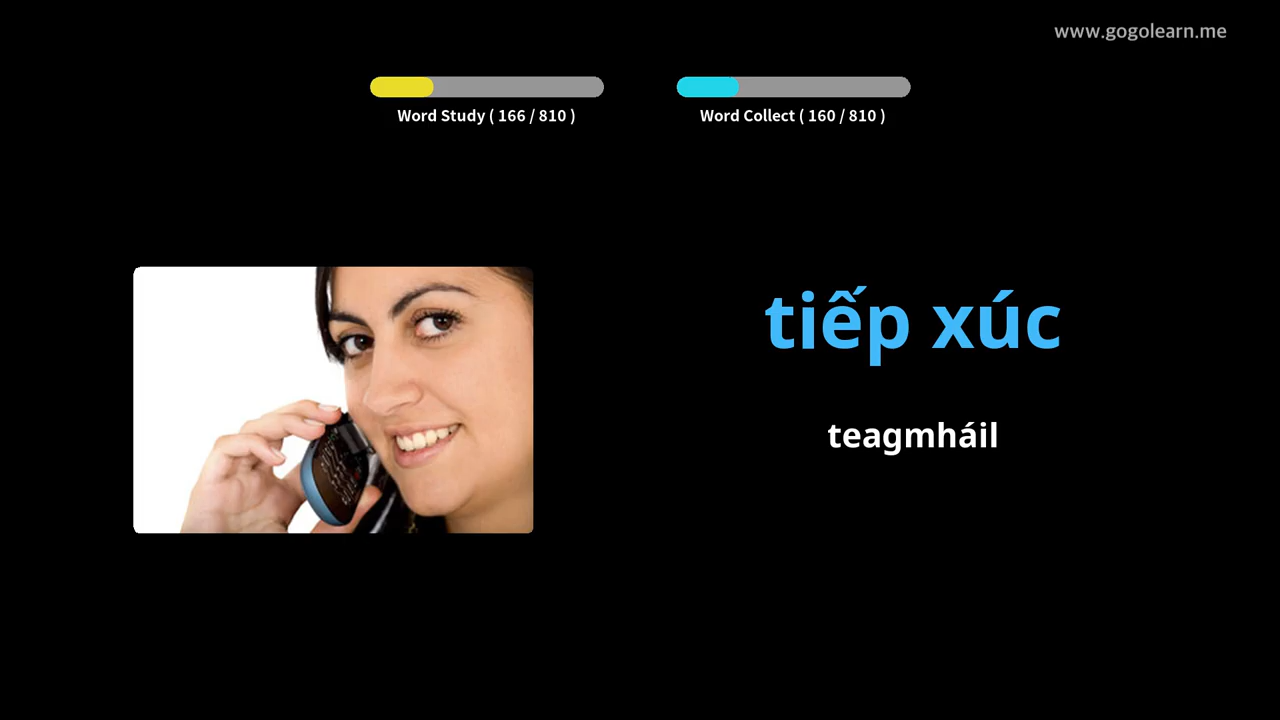 www.gogolearn.me
Word Study ( 166 / 810 )
Word Collect ( 160 / 810 )
tiếp xúc
teagmháil